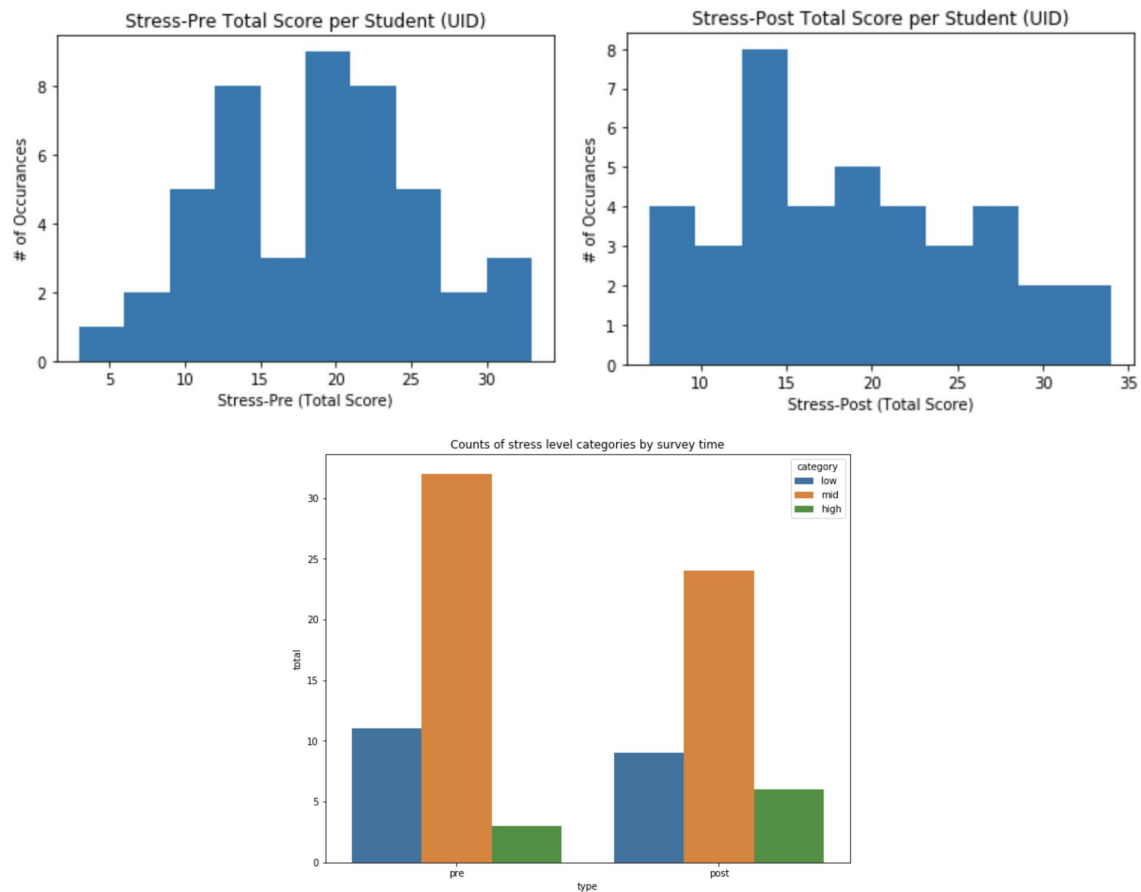 Stress-Pre Total Score per Student (UID)
# of Occurances
8
6
4
2
0
5 10 15 20 25 30
Stress-Pre (Total Score)
Stress-Post Total Score per Student (UID)
# of Occurances
8
7
6
5
4
3
2
1
0
10 15 20 25 30 35
Stress-Post (Total Score)
Counts of stress level categories by survey time
category
low
mid
high
total
30
25
20
15
10
5
0
pre post
type